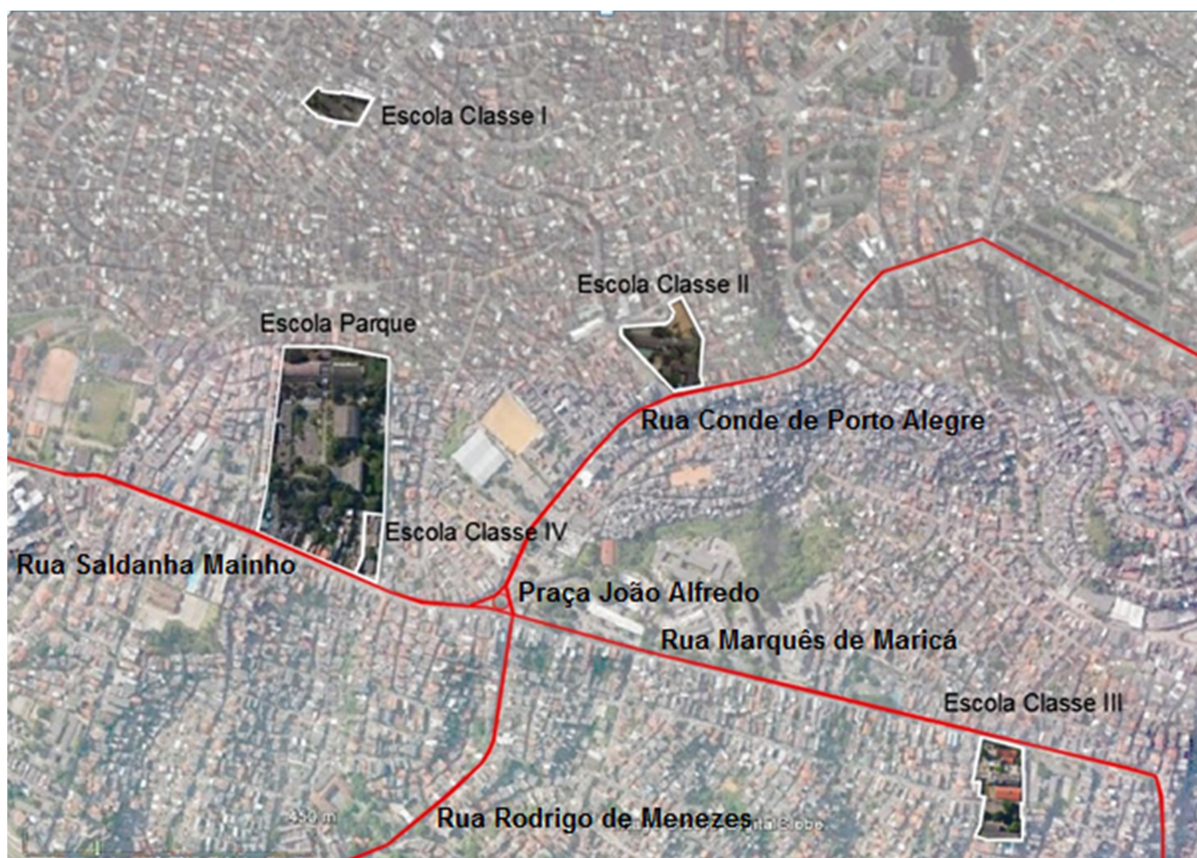 Escola Classe I
Escola Classe II
Escola Parque
Rua Conde de Porto Alegre
Escola Classe IV
Rua Saldanha Mainho
Praça João Alfredo
Rua Marquês de Maricá
Escola Classe III
Rua Rodrigo de Menezes